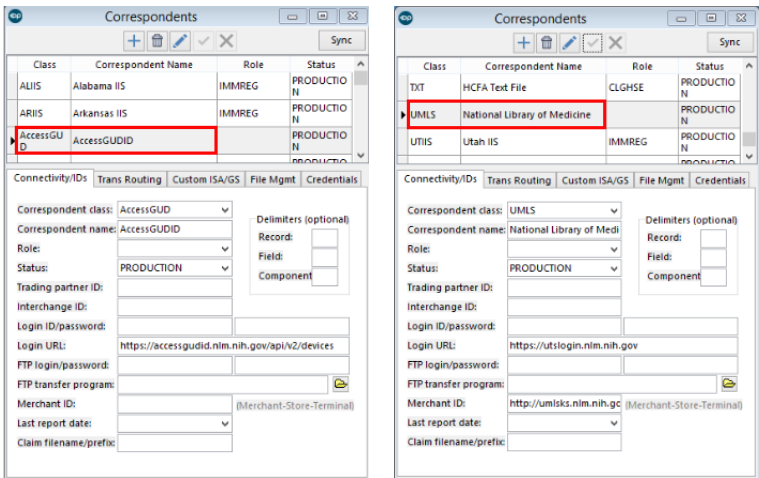 op Correspondents
Sync
Class Correspondent Name Role Status
ALIIS Alabama IIS IMMREG PRODUCTIO
N
ARIIS Arkansas IIS IMMREG PRODUCTIO
N
AccessGU
D AccessGUDID PRODUCTIO
N
Connectivity/IDs Trans Routing Custom ISA/GS File Mgmt Credentials
Correspondent class: AccessGUD
Correspondent name: AccessGUDID
Role:
Status: PRODUCTION
Trading partner ID:
Interchange ID:
Login ID/password:
Login URL: https://accessgudid.nlm.nih.gov/api/v2/devices
FTP login/password:
FTP transfer program:
Merchant ID: (Merchant-Store-Terminal)
Last report date:
Claim filename/prefix:
Delimiters (optional)
Record:
Field:
Component
op Correspondents
Sync
Class Correspondent Name Role Status
TXT HCFA Text File CLGHSE PRODUCTIO
N
UMLS National Library of Medicine PRODUCTIO
N
UTIIS Utah IIS IMMREG PRODUCTIO
N
Connectivity/IDs Trans Routing Custom ISA/GS File Mgmt Credentials
Correspondent class: UMLS
Correspondent name: National Library of Medi
Role:
Status: PRODUCTION
Trading partner ID:
Interchange ID:
Login ID/password:
Login URL: https://utslogin.nlm.nih.gov
FTP login/password:
FTP transfer program:
Merchant ID: http://umlsks.nlm.nih.gc (Merchant-Store-Terminal)
Last report date:
Claim filename/prefix:
Delimiters (optional)
Record:
Field:
Component